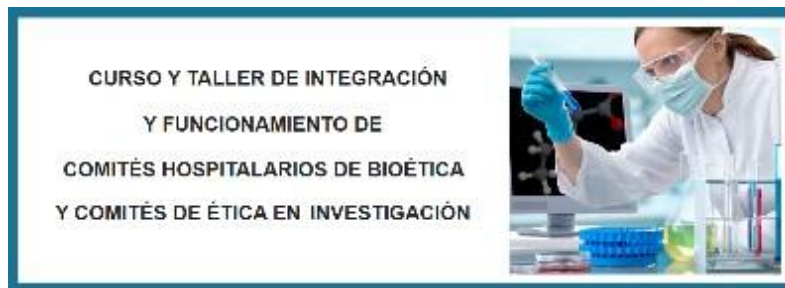 CURSO Y TALLER DE INTEGRACIÓN
Y FUNCIONAMIENTO DE
COMITÉS HOSPITALARIOS DE BIOÉTICA
Y COMITÉS DE ÉTICA EN INVESTIGACIÓN